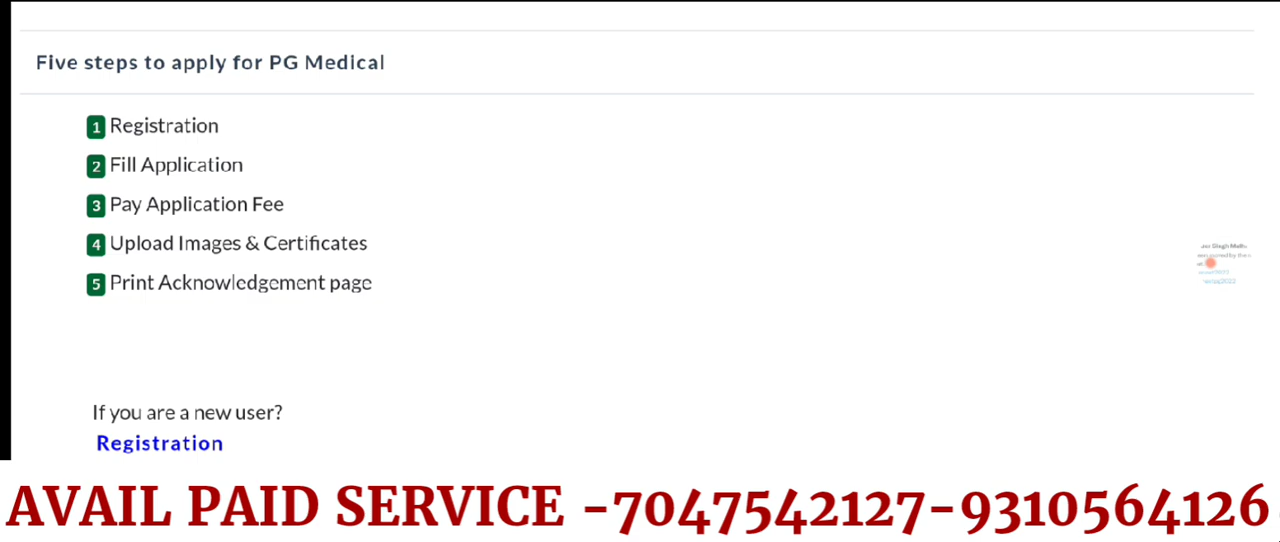 Five steps to apply for PG Medical
1 Registration
2 Fill Application
3 Pay Application Fee
4 Upload Images & Certificates
5 Print Acknowledgement page
If you are a new user?
Registration
AVAIL PAID SERVICE -7047542127-9310564126